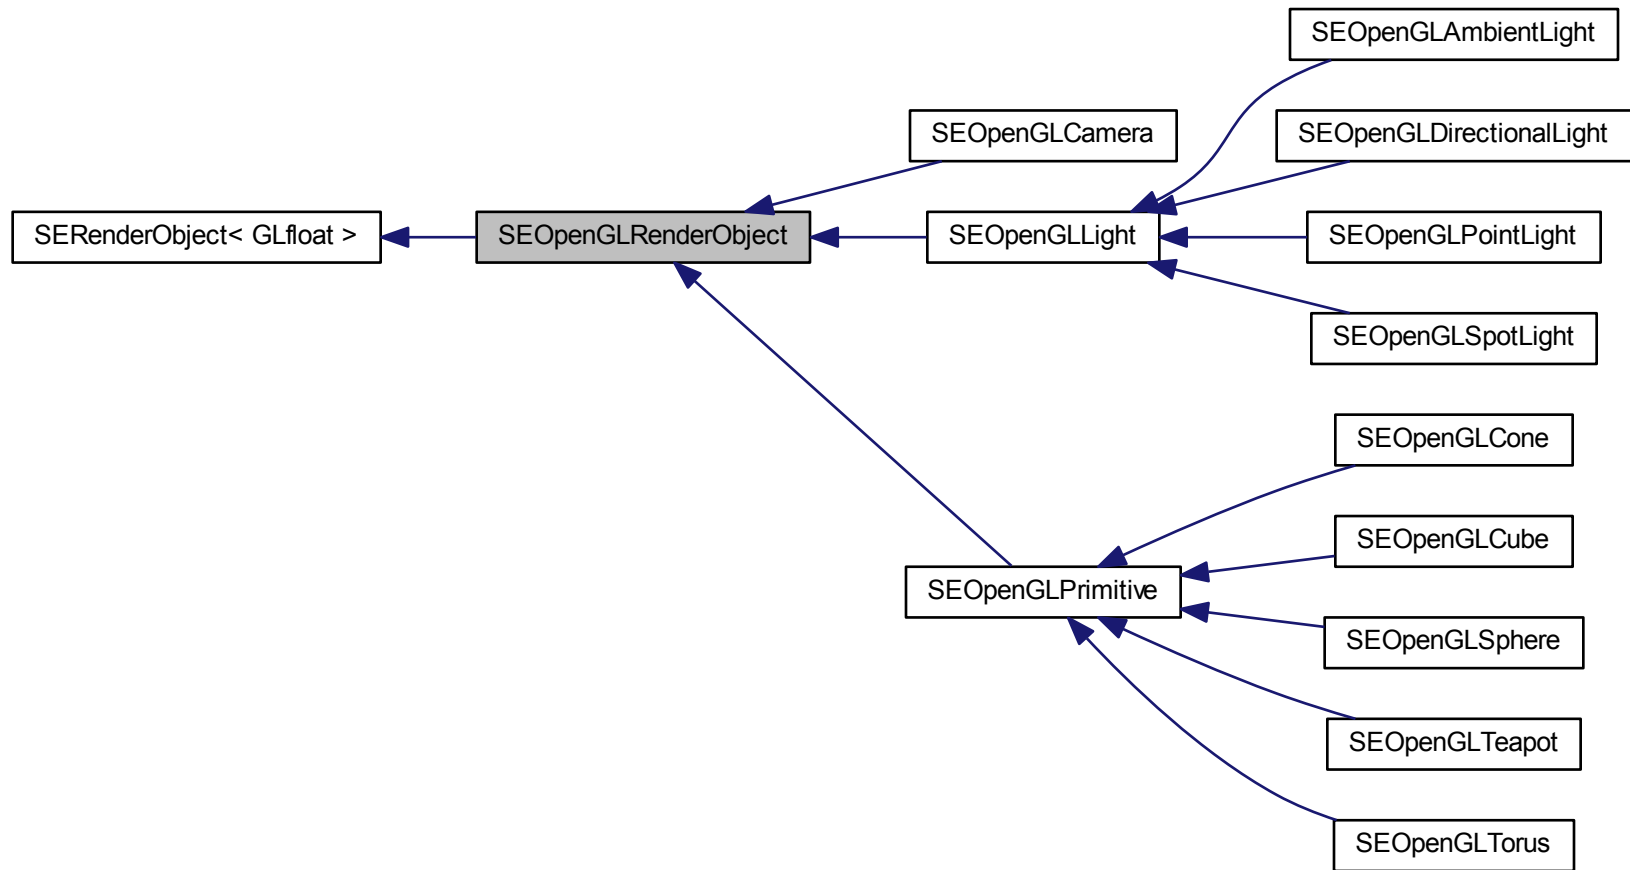 SEOpenGLAmbientLight
SEOpenGLCamera
SEOpenGLDirectionalLight
SERenderObject< GLfloat >
SEOpenGLRenderObject
SEOpenGLLight
SEOpenGLPointLight
SEOpenGLSpotLight
SEOpenGLCone
SEOpenGLCube
SEOpenGLPrimitive
SEOpenGLSphere
SEOpenGLTeapot
SEOpenGLTorus